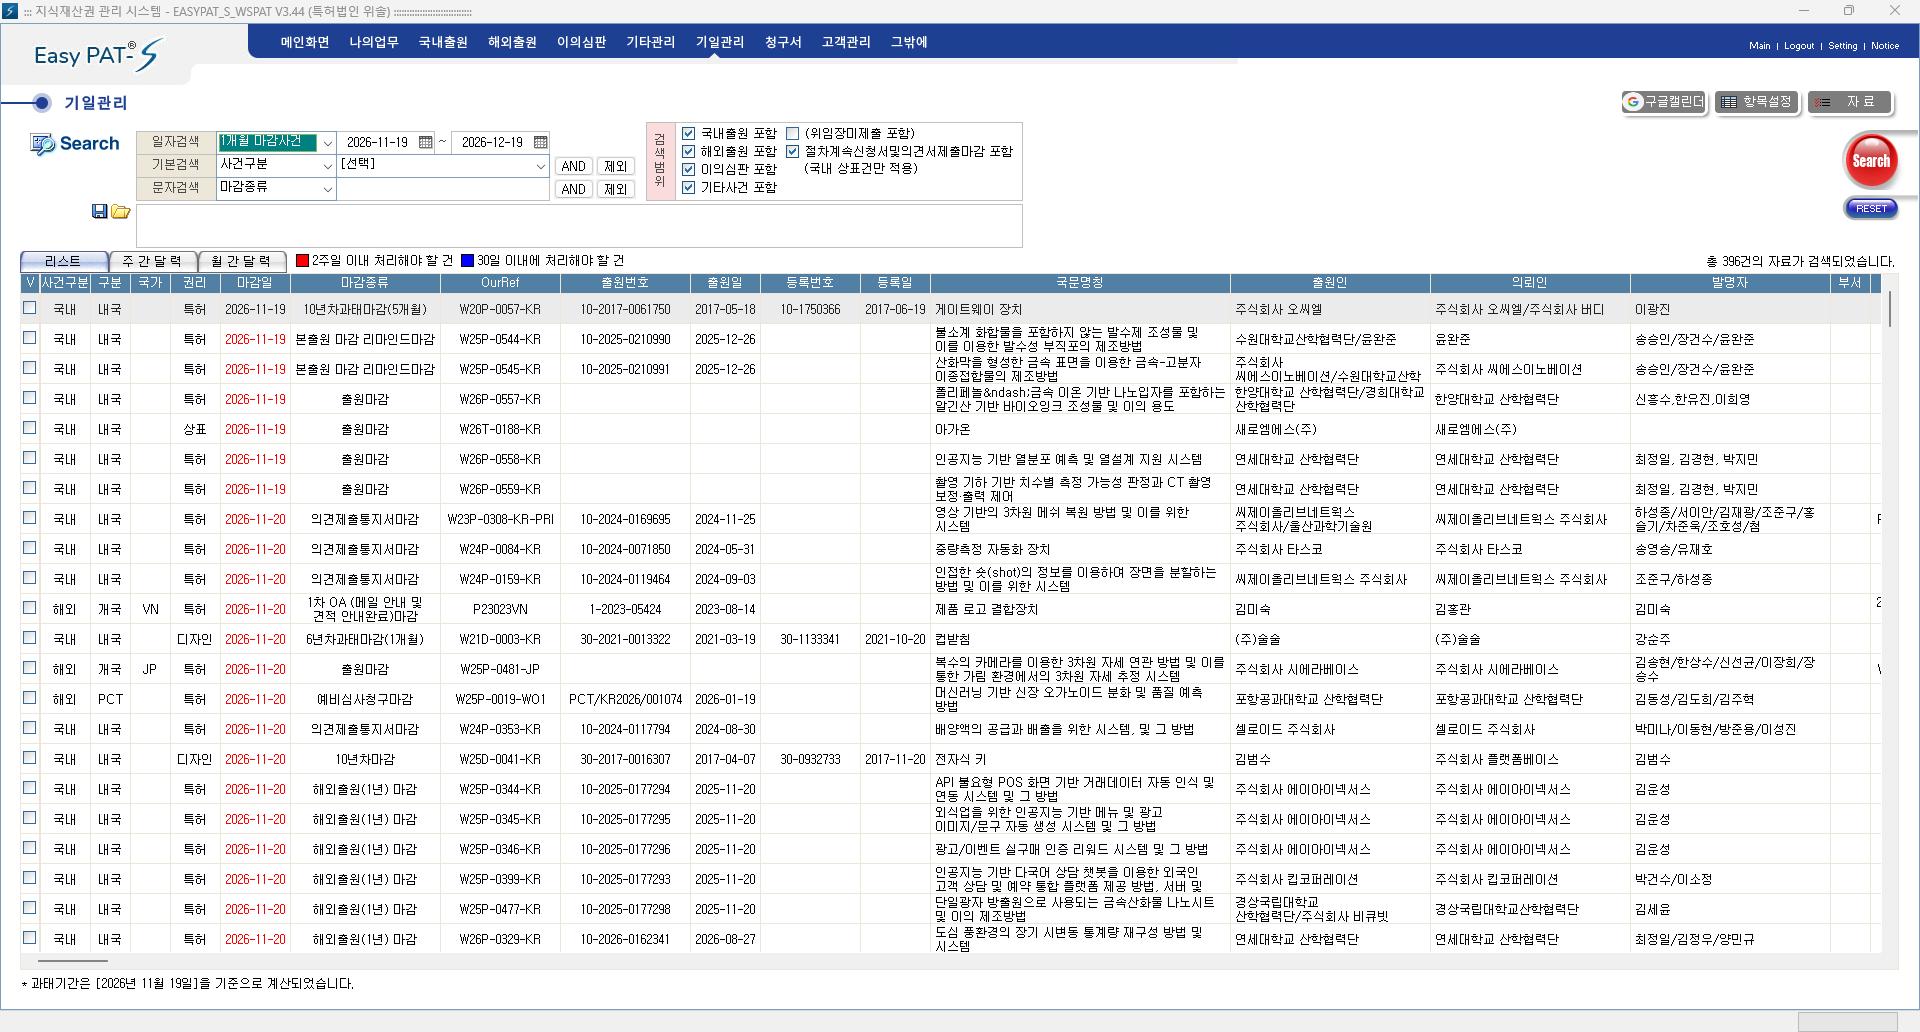 ::: 지식재산권 관리 시스템 - EASYPAT_S_WSPAT V3.44 (특허법인 위솔) ::::::::::::::::::::::::::::
Easy PAT-S
메인화면 나의업무 국내출원 해외출원 이의심판 기타관리 기일관리 청구서 고객관리 그밖에
Main | Logout | Setting | Notice
기일관리
구글캘린더 항목설정 자 료
Search
일자검색 1개월 마감사건 2026-11-19 ~ 2026-12-19
기본검색 사건구분 [선택] AND 제외
문자검색 마감종류 AND 제외
검색범위
국내출원 포함 (위임장미제출 포함)
해외출원 포함 절차계속신청서및의견서제출마감 포함
이의심판 포함 (국내 상표건만 적용)
기타사건 포함
Search
RESET
리스트 주 간 달 력 월 간 달 력 2주일 이내 처리해야 할 건 30일 이내에 처리해야 할 건
총 396건의 자료가 검색되었습니다.
V 사건구분 구분 국가 권리 마감일 마감종류 OurRef 출원번호 출원일 등록번호 등록일 국문명칭 출원인 의뢰인 발명자 부서
국내 내국 특허 2026-11-19 10년차과태마감(5개월) W20P-0057-KR 10-2017-0061750 2017-05-18 10-1750366 2017-06-19 게이트웨이 장치 주식회사 오씨엘 주식회사 오씨엘/주식회사 버디 이광진
국내 내국 특허 2026-11-19 본출원 마감 리마인드마감 W25P-0544-KR 10-2025-0210990 2025-12-26 불소계 화합물을 포함하지 않는 발수제 조성물 및 이를 이용한 발수성 부직포의 제조방법 수원대학교산학협력단/윤완준 윤완준 송승인/장건수/윤완준
국내 내국 특허 2026-11-19 본출원 마감 리마인드마감 W25P-0545-KR 10-2025-0210991 2025-12-26 산화막을 형성한 금속 표면을 이용한 금속-고분자 이종접합물의 제조방법 주식회사 씨에스이노베이션/수원대학교산학 주식회사 씨에스이노베이션 송승인/장건수/윤완준
국내 내국 특허 2026-11-19 출원마감 W26P-0557-KR 폴리페놀&ndash;금속 이온 기반 나노입자를 포함하는 알긴산 기반 바이오잉크 조성물 및 이의 용도 한양대학교 산학협력단/경희대학교 산학협력단 한양대학교 산학협력단 신흥수,한유진,이희영
국내 내국 상표 2026-11-19 출원마감 W26T-0188-KR 아가온 새로엠에스(주) 새로엠에스(주)
국내 내국 특허 2026-11-19 출원마감 W26P-0558-KR 인공지능 기반 열분포 예측 및 열설계 지원 시스템 연세대학교 산학협력단 연세대학교 산학협력단 최정일, 김경현, 박지민
국내 내국 특허 2026-11-19 출원마감 W26P-0559-KR 촬영 기하 기반 치수별 측정 가능성 판정과 CT 촬영 보정·출력 제어 연세대학교 산학협력단 연세대학교 산학협력단 최정일, 김경현, 박지민
국내 내국 특허 2026-11-20 의견제출통지서마감 W23P-0308-KR-PRI 10-2024-0169695 2024-11-25 영상 기반의 3차원 메쉬 복원 방법 및 이를 위한 시스템 씨제이올리브네트웍스 주식회사/울산과학기술원 씨제이올리브네트웍스 주식회사 하성종/서이안/김재광/조준구/홍슬기/차준욱/조호성/첨
국내 내국 특허 2026-11-20 의견제출통지서마감 W24P-0084-KR 10-2024-0071850 2024-05-31 중량측정 자동화 장치 주식회사 타스코 주식회사 타스코 송영승/유재호
국내 내국 특허 2026-11-20 의견제출통지서마감 W24P-0159-KR 10-2024-0119464 2024-09-03 인접한 숏(shot)의 정보를 이용하여 장면을 분할하는 방법 및 이를 위한 시스템 씨제이올리브네트웍스 주식회사 씨제이올리브네트웍스 주식회사 조준구/하성종
해외 개국 VN 특허 2026-11-20 1차 OA (메일 안내 및 견적 안내완료)마감 P23023VN 1-2023-05424 2023-08-14 제품 로고 결합장치 김미숙 김홍관 김미숙
국내 내국 디자인 2026-11-20 6년차과태마감(1개월) W21D-0003-KR 30-2021-0013322 2021-03-19 30-1133341 2021-10-20 컵받침 (주)술술 (주)술술 강순주
해외 개국 JP 특허 2026-11-20 출원마감 W25P-0481-JP 복수의 카메라를 이용한 3차원 자세 연관 방법 및 이를 통한 가림 환경에서의 3차원 자세 추정 시스템 주식회사 시에라베이스 주식회사 시에라베이스 김송현/한상수/신선균/이장희/장승수
해외 PCT 특허 2026-11-20 예비심사청구마감 W25P-0019-WO1 PCT/KR2026/001074 2026-01-19 머신러닝 기반 신장 오가노이드 분화 및 품질 예측 방법 포항공과대학교 산학협력단 포항공과대학교 산학협력단 김동성/김도희/김주혁
국내 내국 특허 2026-11-20 의견제출통지서마감 W24P-0353-KR 10-2024-0117794 2024-08-30 배양액의 공급과 배출을 위한 시스템, 및 그 방법 셀로이드 주식회사 셀로이드 주식회사 박미나/이동현/방준용/이성진
국내 내국 디자인 2026-11-20 10년차마감 W25D-0041-KR 30-2017-0016307 2017-04-07 30-0932733 2017-11-20 전자식 키 김범수 주식회사 플랫폼베이스 김범수
국내 내국 특허 2026-11-20 해외출원(1년) 마감 W25P-0344-KR 10-2025-0177294 2025-11-20 API 불요형 POS 화면 기반 거래데이터 자동 인식 및 연동 시스템 및 그 방법 주식회사 에이아이넥서스 주식회사 에이아이넥서스 김운성
국내 내국 특허 2026-11-20 해외출원(1년) 마감 W25P-0345-KR 10-2025-0177295 2025-11-20 외식업을 위한 인공지능 기반 메뉴 및 광고 이미지/문구 자동 생성 시스템 및 그 방법 주식회사 에이아이넥서스 주식회사 에이아이넥서스 김운성
국내 내국 특허 2026-11-20 해외출원(1년) 마감 W25P-0346-KR 10-2025-0177296 2025-11-20 광고/이벤트 실구매 인증 리워드 시스템 및 그 방법 주식회사 에이아이넥서스 주식회사 에이아이넥서스 김운성
국내 내국 특허 2026-11-20 해외출원(1년) 마감 W25P-0399-KR 10-2025-0177293 2025-11-20 인공지능 기반 다국어 상담 챗봇을 이용한 외국인 고객 상담 및 예약 통합 플랫폼 제공 방법, 서버 및 주식회사 킵코퍼레이션 주식회사 킵코퍼레이션 박건수/이소정
국내 내국 특허 2026-11-20 해외출원(1년) 마감 W25P-0477-KR 10-2025-0177298 2025-11-20 단일광자 방출원으로 사용되는 금속산화물 나노시트 및 이의 제조방법 경상국립대학교 산학협력단/주식회사 비큐빗 경상국립대학교산학협력단 김세윤
국내 내국 특허 2026-11-20 해외출원(1년) 마감 W26P-0329-KR 10-2026-0162341 2026-08-27 도심 풍환경의 장기 시변동 통계량 재구성 방법 및 시스템 연세대학교 산학협력단 연세대학교 산학협력단 최정일/김정우/양민규
* 과태기간은 [2026년 11월 19일]을 기준으로 계산되었습니다.